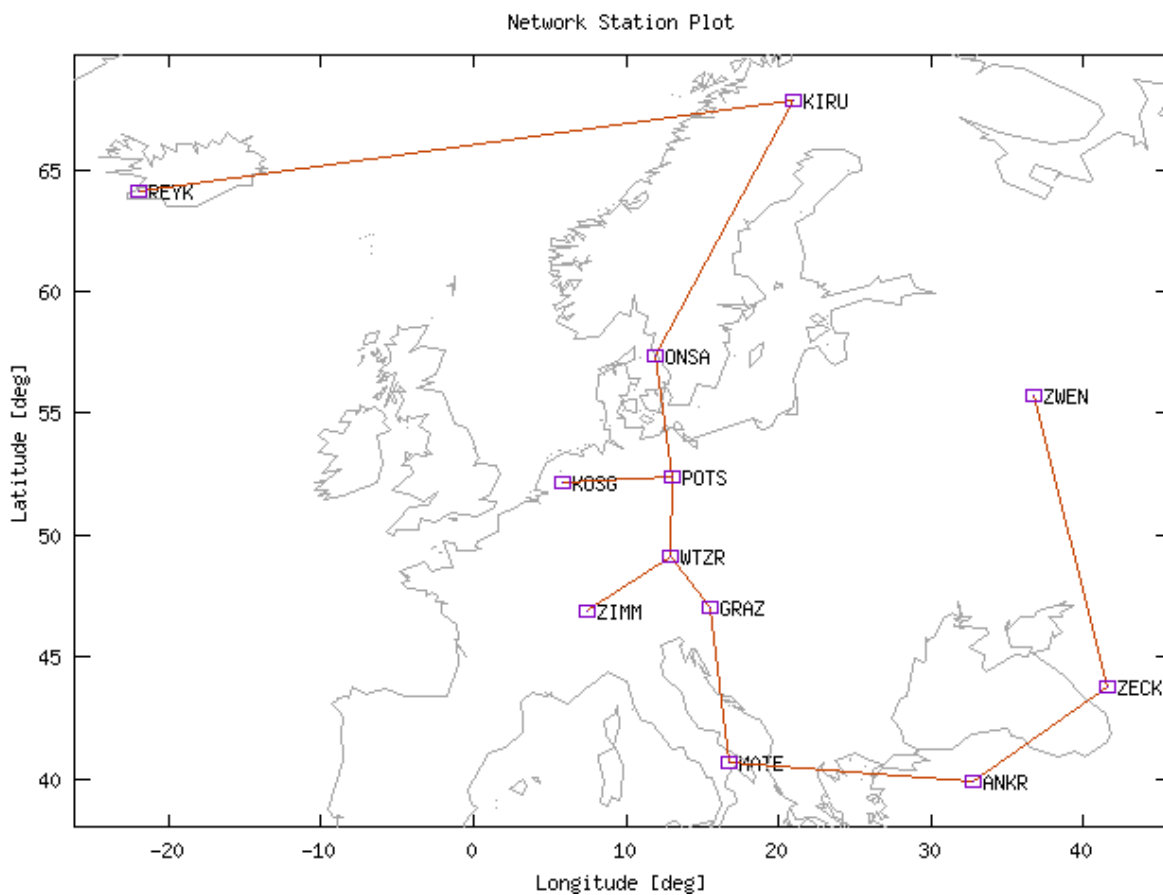 Network Station Plot
KIRU
65
REYK
60
ONSA
55
ZWEN
Latitude [deg]
KOSG
POTS
50
WTZR
ZIMM
GRAZ
45
ZECK
MATE
40
ANKR
-20
-10
0
10
20
30
40
Longitude [deg]